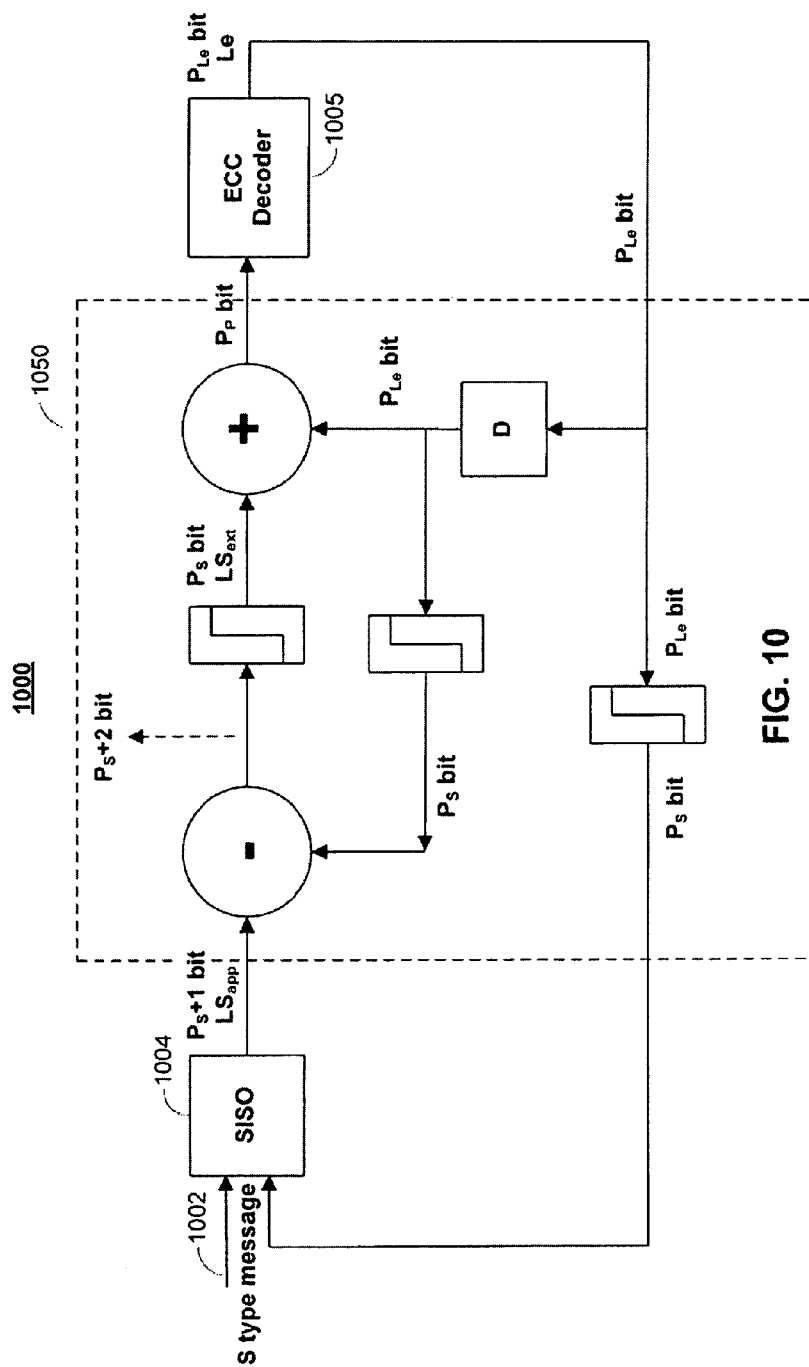 1000
1050
S type message
1002
SISO
1004
P_S+1 bit
LS_app
-
P_S+2 bit
P_S bit
LS_ext
+
P_P bit
ECC
Decoder
1005
P_Le bit
Le
P_Le bit
D
P_S bit
P_Le bit
P_Le bit
P_S bit
FIG. 10